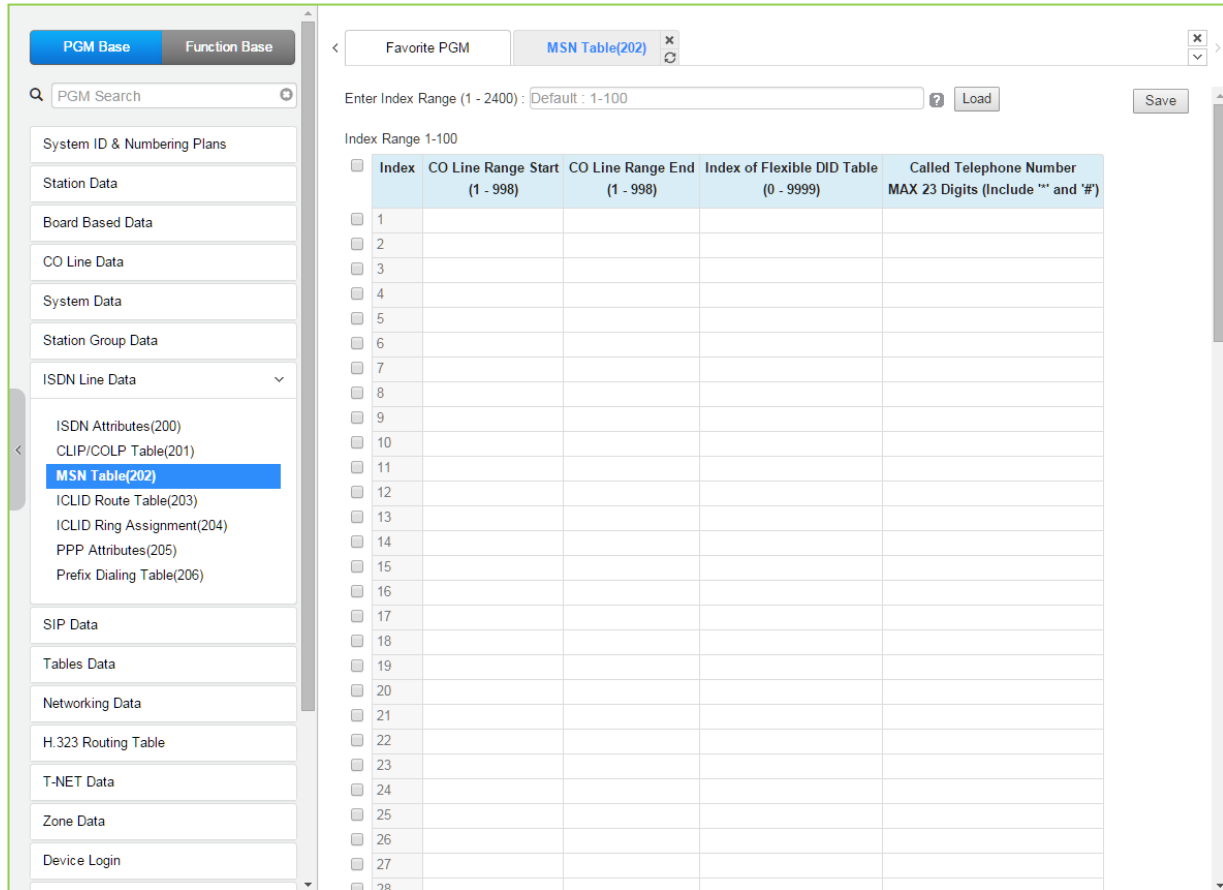 PGM Base
Function Base
PGM Search
System ID & Numbering Plans
Station Data
Board Based Data
CO Line Data
System Data
Station Group Data
ISDN Line Data
ISDN Attributes(200)
CLIP/COLP Table(201)
MSN Table(202)
ICLID Route Table(203)
ICLID Ring Assignment(204)
PPP Attributes(205)
Prefix Dialing Table(206)
SIP Data
Tables Data
Networking Data
H.323 Routing Table
T-NET Data
Zone Data
Device Login
Favorite PGM
MSN Table(202)
Enter Index Range (1 - 2400) : Default : 1-100
Load
Save
Index Range 1-100
Index CO Line Range Start CO Line Range End Index of Flexible DID Table Called Telephone Number
(1 - 998) (1 - 998) (0 - 9999) MAX 23 Digits (Include '*' and '#')
1
2
3
4
5
6
7
8
9
10
11
12
13
14
15
16
17
18
19
20
21
22
23
24
25
26
27
28